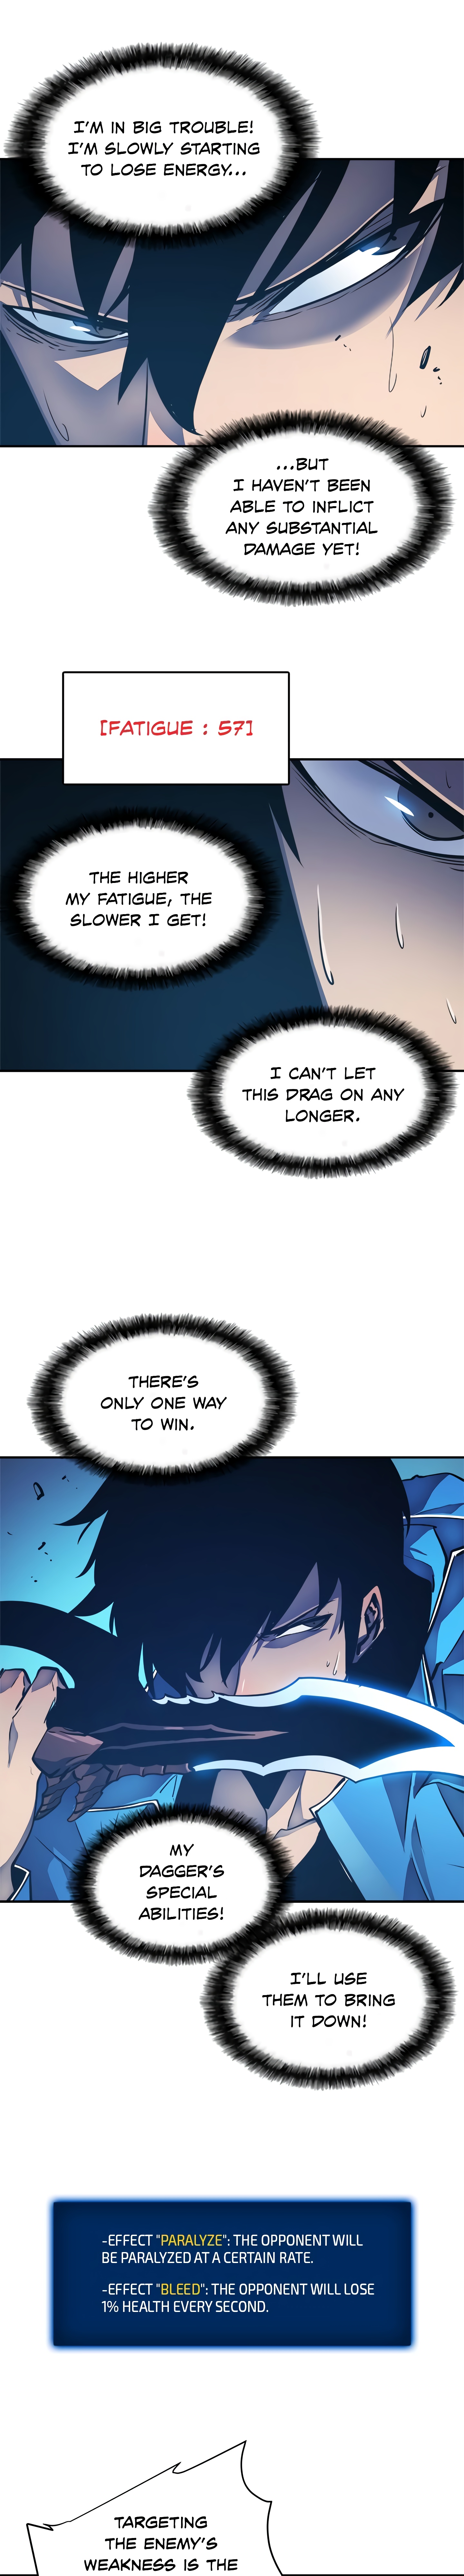 I'M IN BIG TROUBLE!
I'M SLOWLY STARTING
TO LOSE ENERGY...
...BUT
I HAVEN'T BEEN
ABLE TO INFLICT
ANY SUBSTANTIAL
DAMAGE YET!
[FATIGUE : 57]
THE HIGHER
MY FATIGUE, THE
SLOWER I GET!
I CAN'T LET
THIS DRAG ON ANY
LONGER.
THERE'S
ONLY ONE WAY
TO WIN.
MY
DAGGER'S
SPECIAL
ABILITIES!
I'LL USE
THEM TO BRING
IT DOWN!
-EFFECT "PARALYZE": THE OPPONENT WILL
BE PARALYZED AT A CERTAIN RATE.
-EFFECT "BLEED": THE OPPONENT WILL LOSE
1% HEALTH EVERY SECOND.
TARGETING
THE ENEMY'S
WEAKNESS IS THE